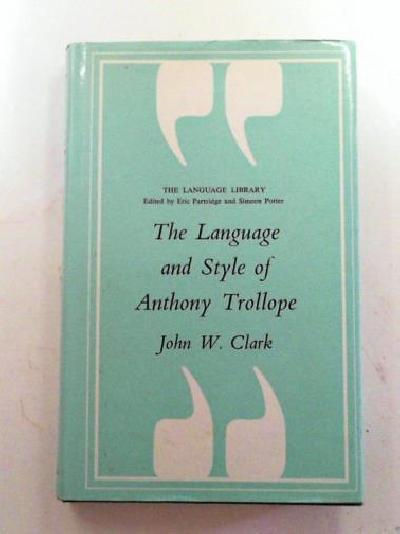 THE LANGUAGE LIBRARY
Edited by Eric Partridge and Simeon Potter
The Language
and Style of
Anthony Trollope
John W. Clark